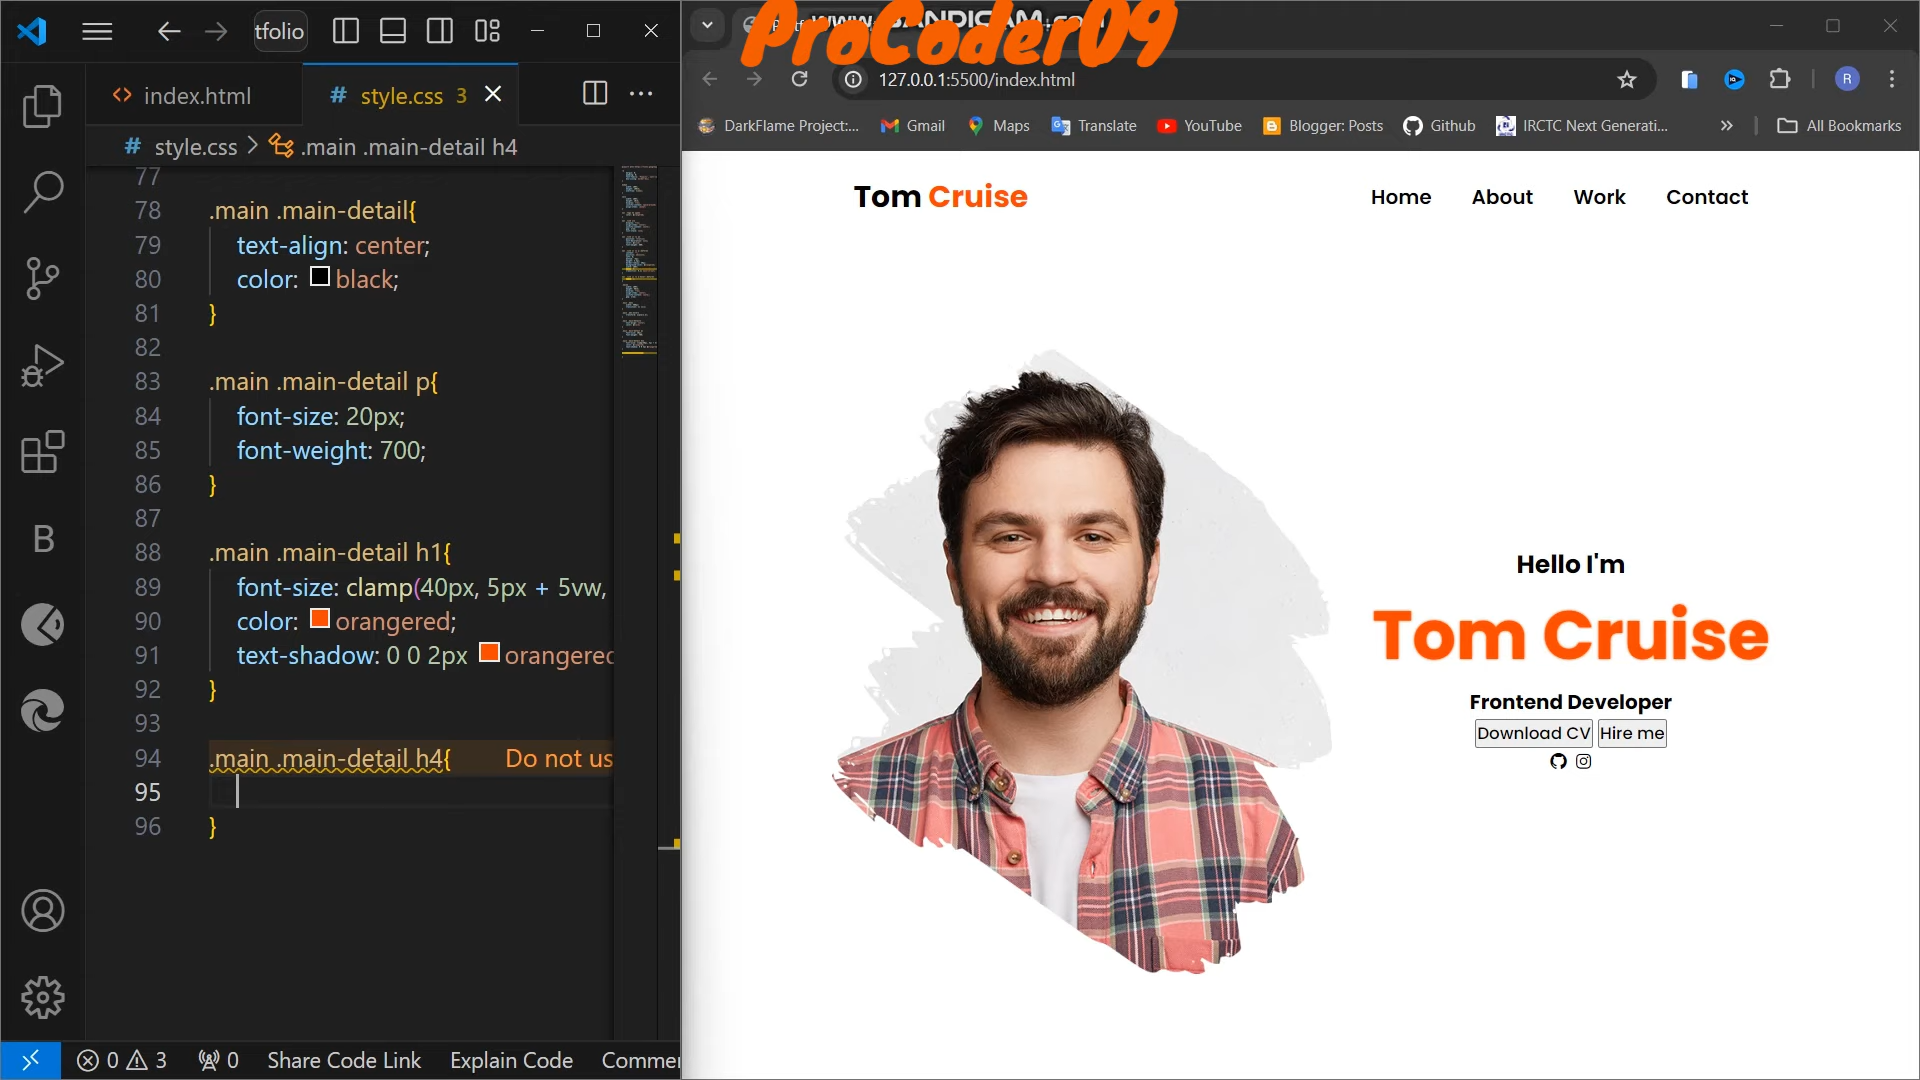 tfolio
index.html
# style.css 3
# style.css > .main .main-detail h4
77
78 .main .main-detail{
79 text-align: center;
80 color: black;
81 }
82
83 .main .main-detail p{
84 font-size: 20px;
85 font-weight: 700;
86 }
87
88 .main .main-detail h1{
89 font-size: clamp(40px, 5px + 5vw,
90 color: orangered;
91 text-shadow: 0 0 2px orangered
92 }
93
94 .main .main-detail h4{ Do not us
95
96 }
B
0 3 0 Share Code Link Explain Code Commen
ProCoder09
127.0.0.1:5500/index.html
R
DarkFlame Project:... Gmail Maps Translate YouTube Blogger: Posts Github IRCTC Next Generati... » All Bookmarks
Tom Cruise
Home About Work Contact
Hello I'm
Tom Cruise
Frontend Developer
Download CV Hire me